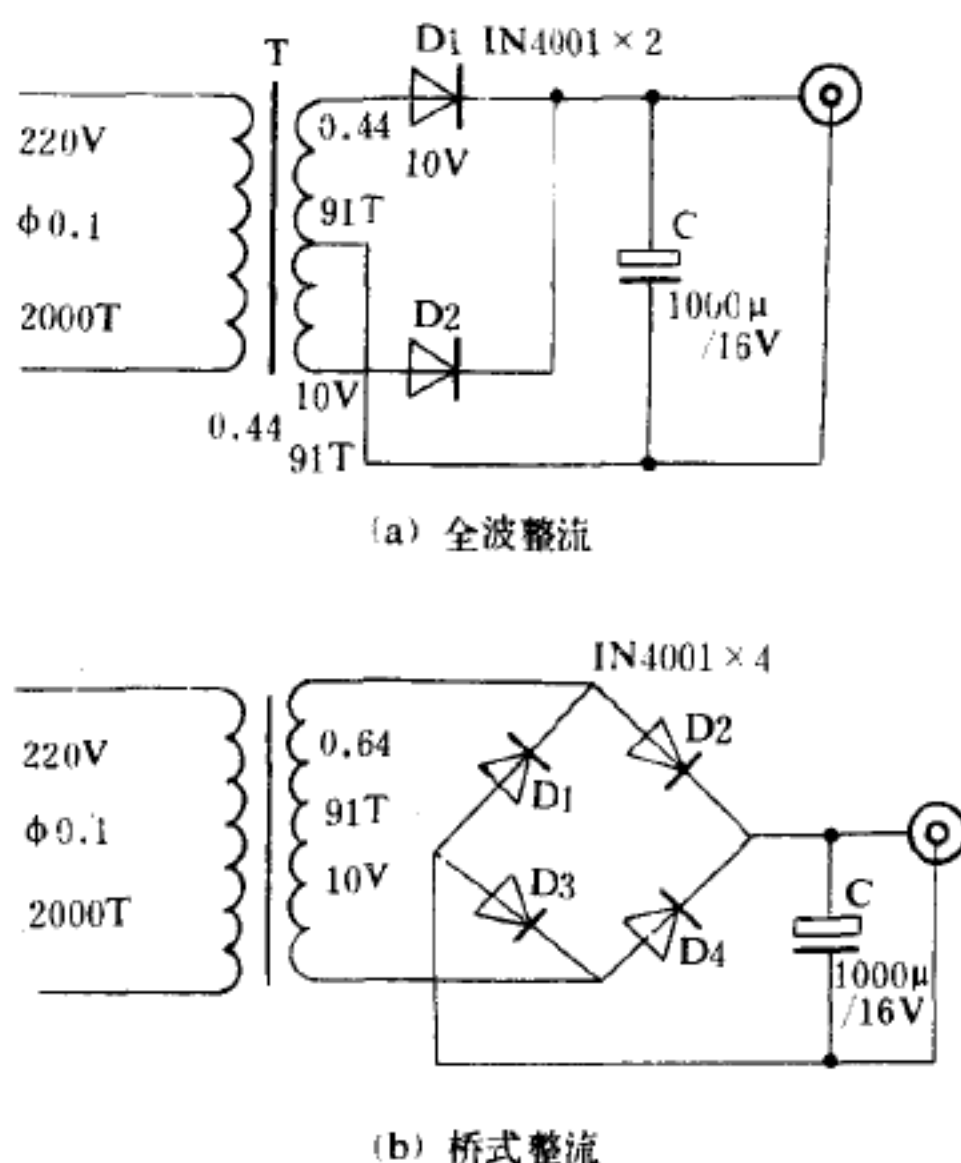 T
D1 IN4001×2
220V
0.44
10V
φ0.1
91T
C
2000T
D2
1000μ
/16V
10V
0.44
91T
(a) 全波整流
IN4001×4
220V
0.64
D2
φ0.1
91T
D1
2000T
10V
D3
D4
C
1000μ
/16V
(b) 桥式整流